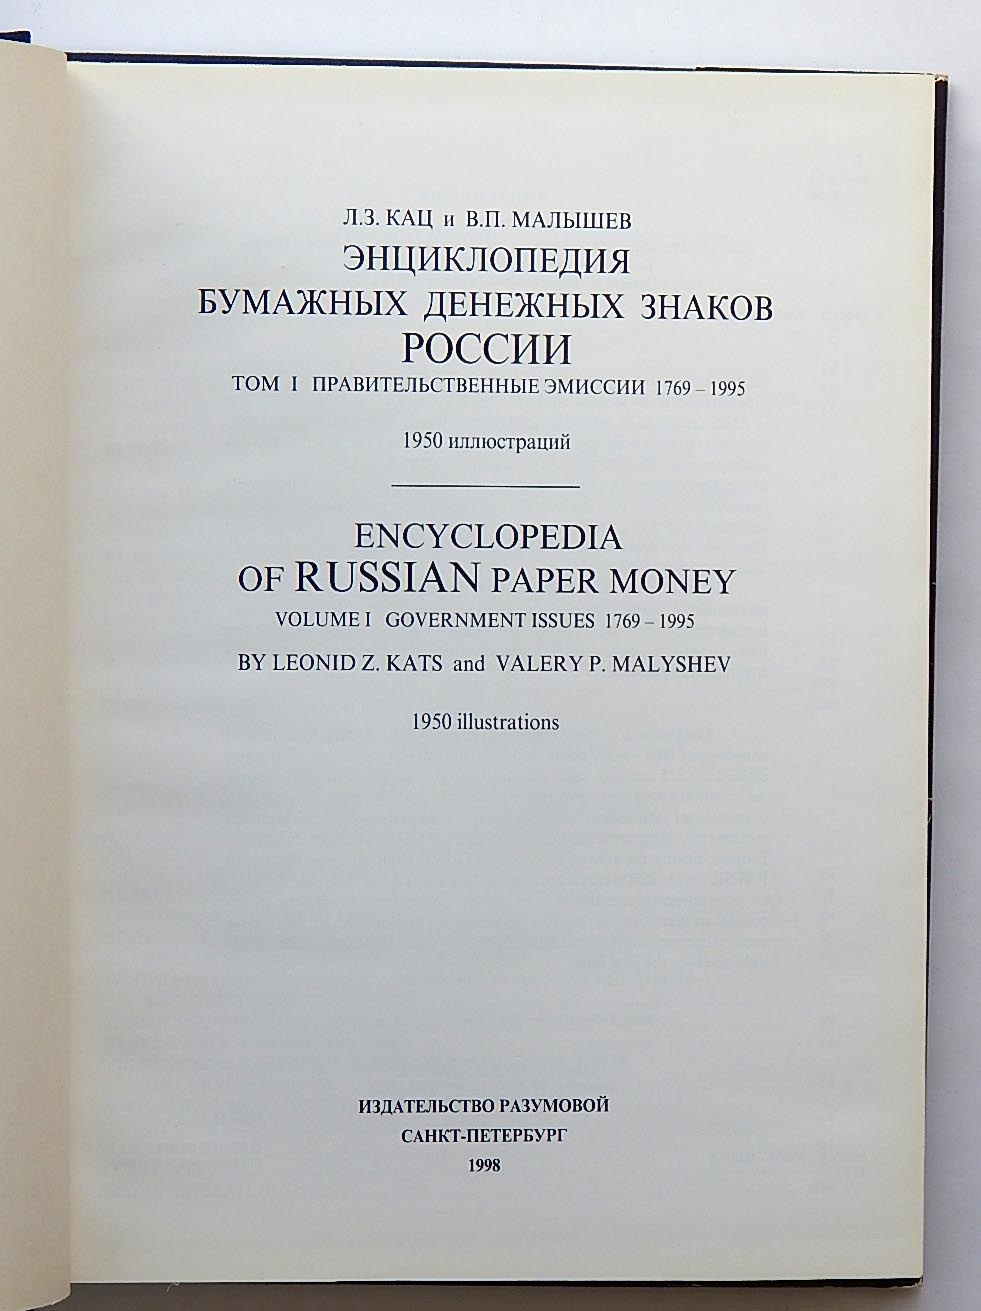 Л.З. КАЦ и В.П. МАЛЫШЕВ
ЭНЦИКЛОПЕДИЯ
БУМАЖНЫХ ДЕНЕЖНЫХ ЗНАКОВ
РОССИИ
ТОМ I ПРАВИТЕЛЬСТВЕННЫЕ ЭМИССИИ 1769 – 1995
1950 иллюстраций
ENCYCLOPEDIA
OF RUSSIAN PAPER MONEY
VOLUME I GOVERNMENT ISSUES 1769 – 1995
BY LEONID Z. KATS and VALERY P. MALYSHEV
1950 illustrations
ИЗДАТЕЛЬСТВО РАЗУМОВОЙ
САНКТ-ПЕТЕРБУРГ
1998